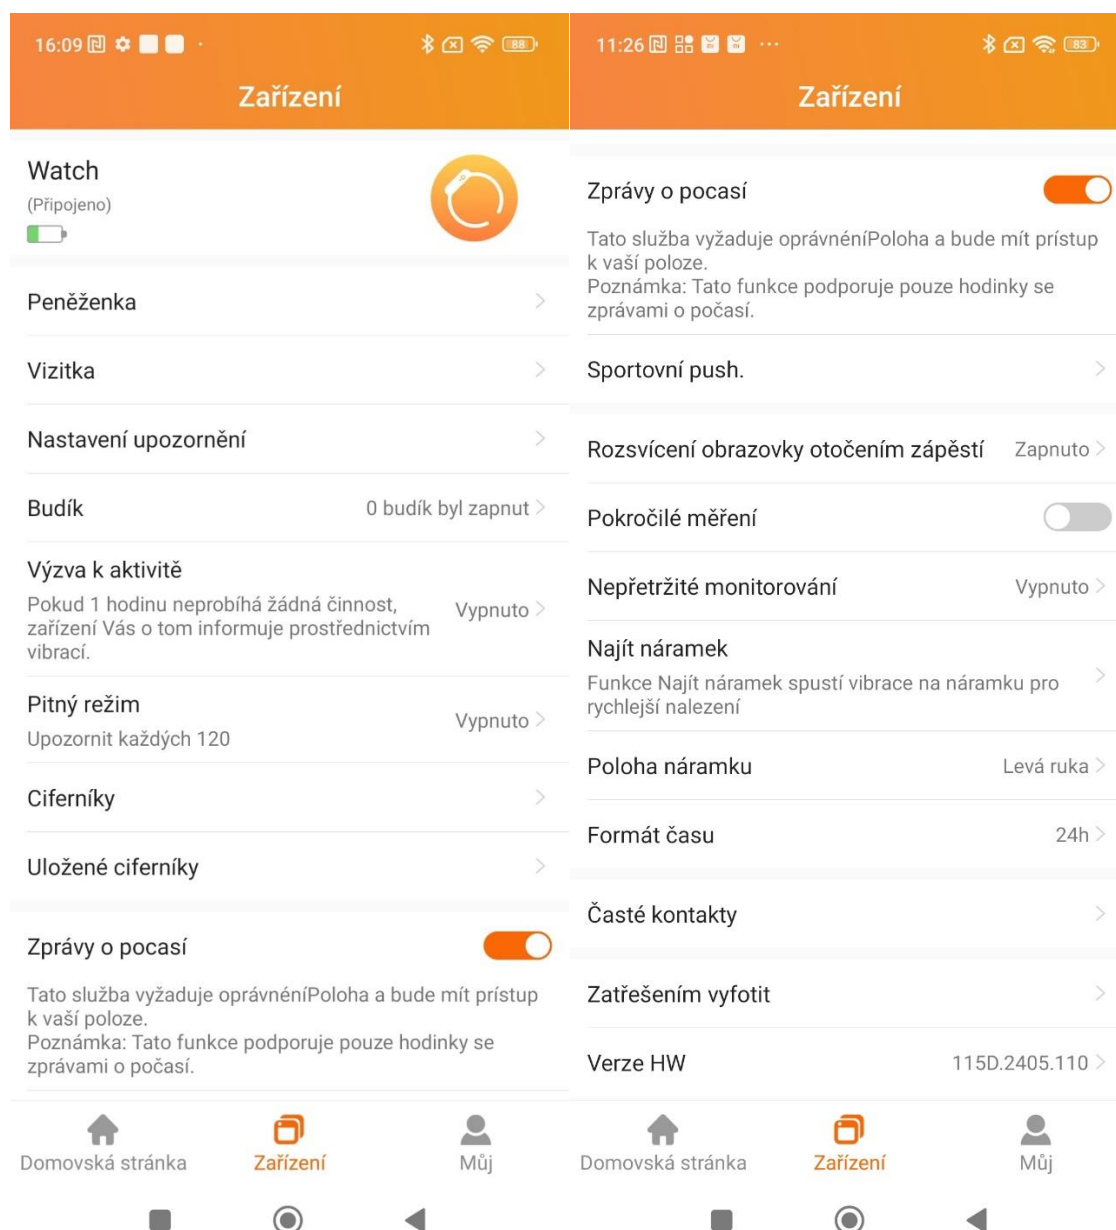 16:09
88
Zařízení
Watch
(Připojeno)
Peněženka
Vizitka
Nastavení upozornění
Budík
0 budík byl zapnut
Výzva k aktivitě
Pokud 1 hodinu neprobíhá žádná činnost,
zařízení Vás o tom informuje prostřednictvím
vibrací.
Vypnuto
Pitný režim
Upozornit každých 120
Vypnuto
Ciferníky
Uložené ciferníky
Zprávy o pocasí
Tato služba vyžaduje oprávnéníPoloha a bude mít prístup
k vaší poloze.
Poznámka: Tato funkce podporuje pouze hodinky se
zprávami o počasí.
Domovská stránka
Zařízení
Můj
11:26
83
Zařízení
Zprávy o pocasí
Tato služba vyžaduje oprávnéníPoloha a bude mít prístup
k vaší poloze.
Poznámka: Tato funkce podporuje pouze hodinky se
zprávami o počasí.
Sportovní push.
Rozsvícení obrazovky otočením zápěstí
Zapnuto
Pokročilé měření
Nepřetržité monitorování
Vypnuto
Najít náramek
Funkce Najít náramek spustí vibrace na náramku pro
rychlejší nalezení
Poloha náramku
Levá ruka
Formát času
24h
Časté kontakty
Zatřešením vyfotit
Verze HW
115D.2405.110
Domovská stránka
Zařízení
Můj